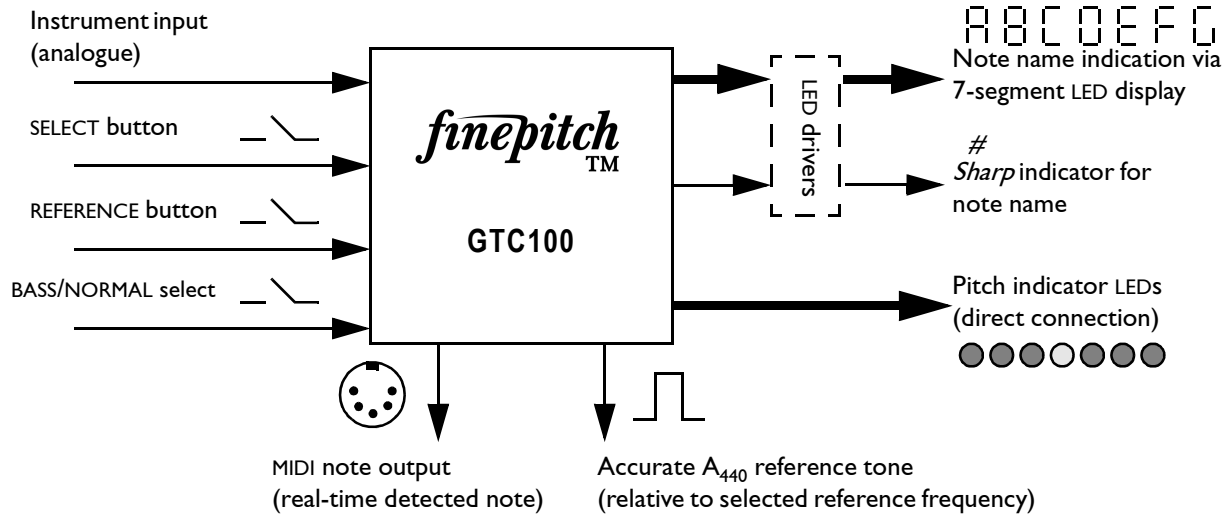 Instrument input
(analogue)
SELECT button
REFERENCE button
BASS/NORMAL select
finepitch
TM
GTC100
LED drivers
A B C D E F G
Note name indication via
7-segment LED display
#
Sharp indicator for
note name
Pitch indicator LEDs
(direct connection)
MIDI note output
(real-time detected note)
Accurate A440 reference tone
(relative to selected reference frequency)